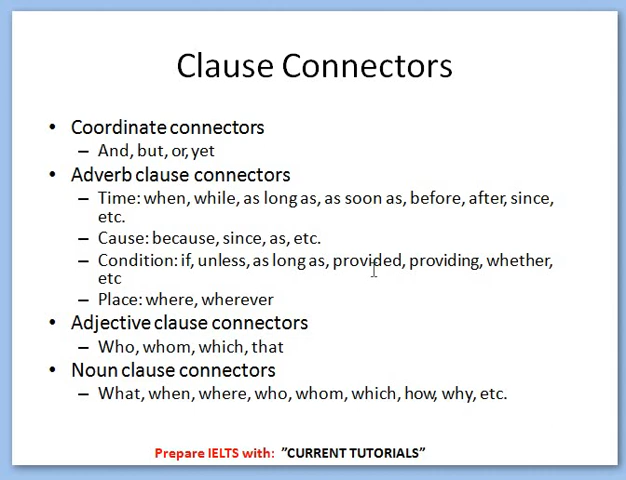 Clause Connectors
• Coordinate connectors
– And, but, or, yet
• Adverb clause connectors
– Time: when, while, as long as, as soon as, before, after, since,
etc.
– Cause: because, since, as, etc.
– Condition: if, unless, as long as, provided, providing, whether,
etc
– Place: where, wherever
• Adjective clause connectors
– Who, whom, which, that
• Noun clause connectors
– What, when, where, who, whom, which, how, why, etc.
Prepare IELTS with: ”CURRENT TUTORIALS”